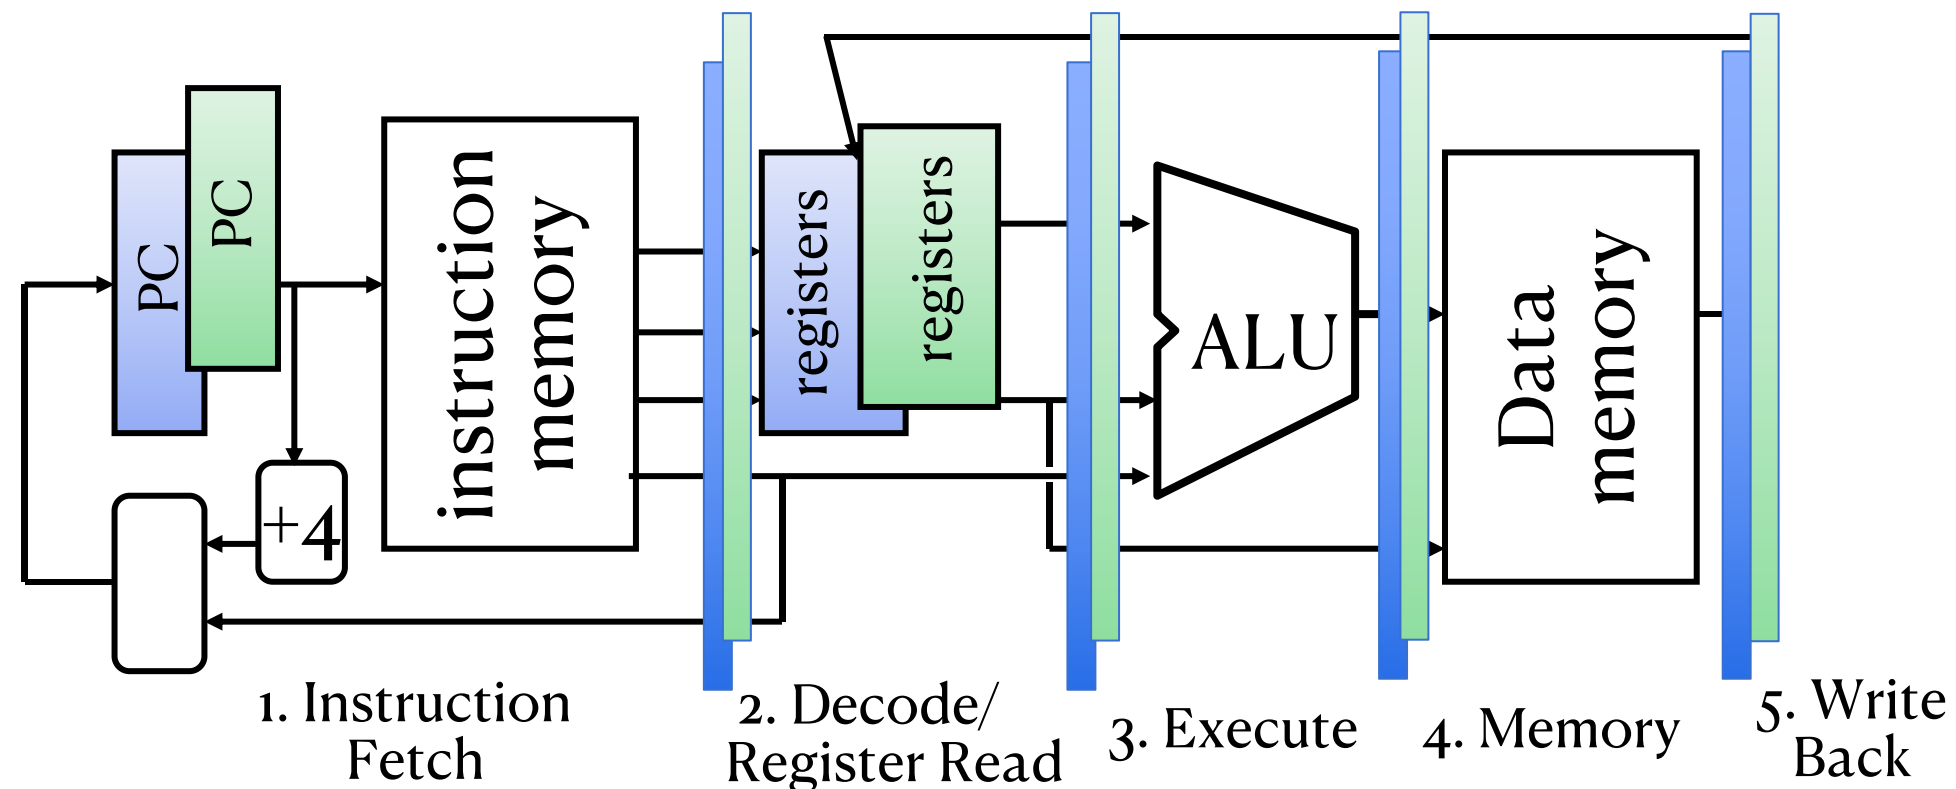 PC
PC
instruction
memory
registers
registers
ALU
Data
memory
+4
1. Instruction
Fetch
2. Decode/
Register Read
3. Execute
4. Memory
5. Write
Back